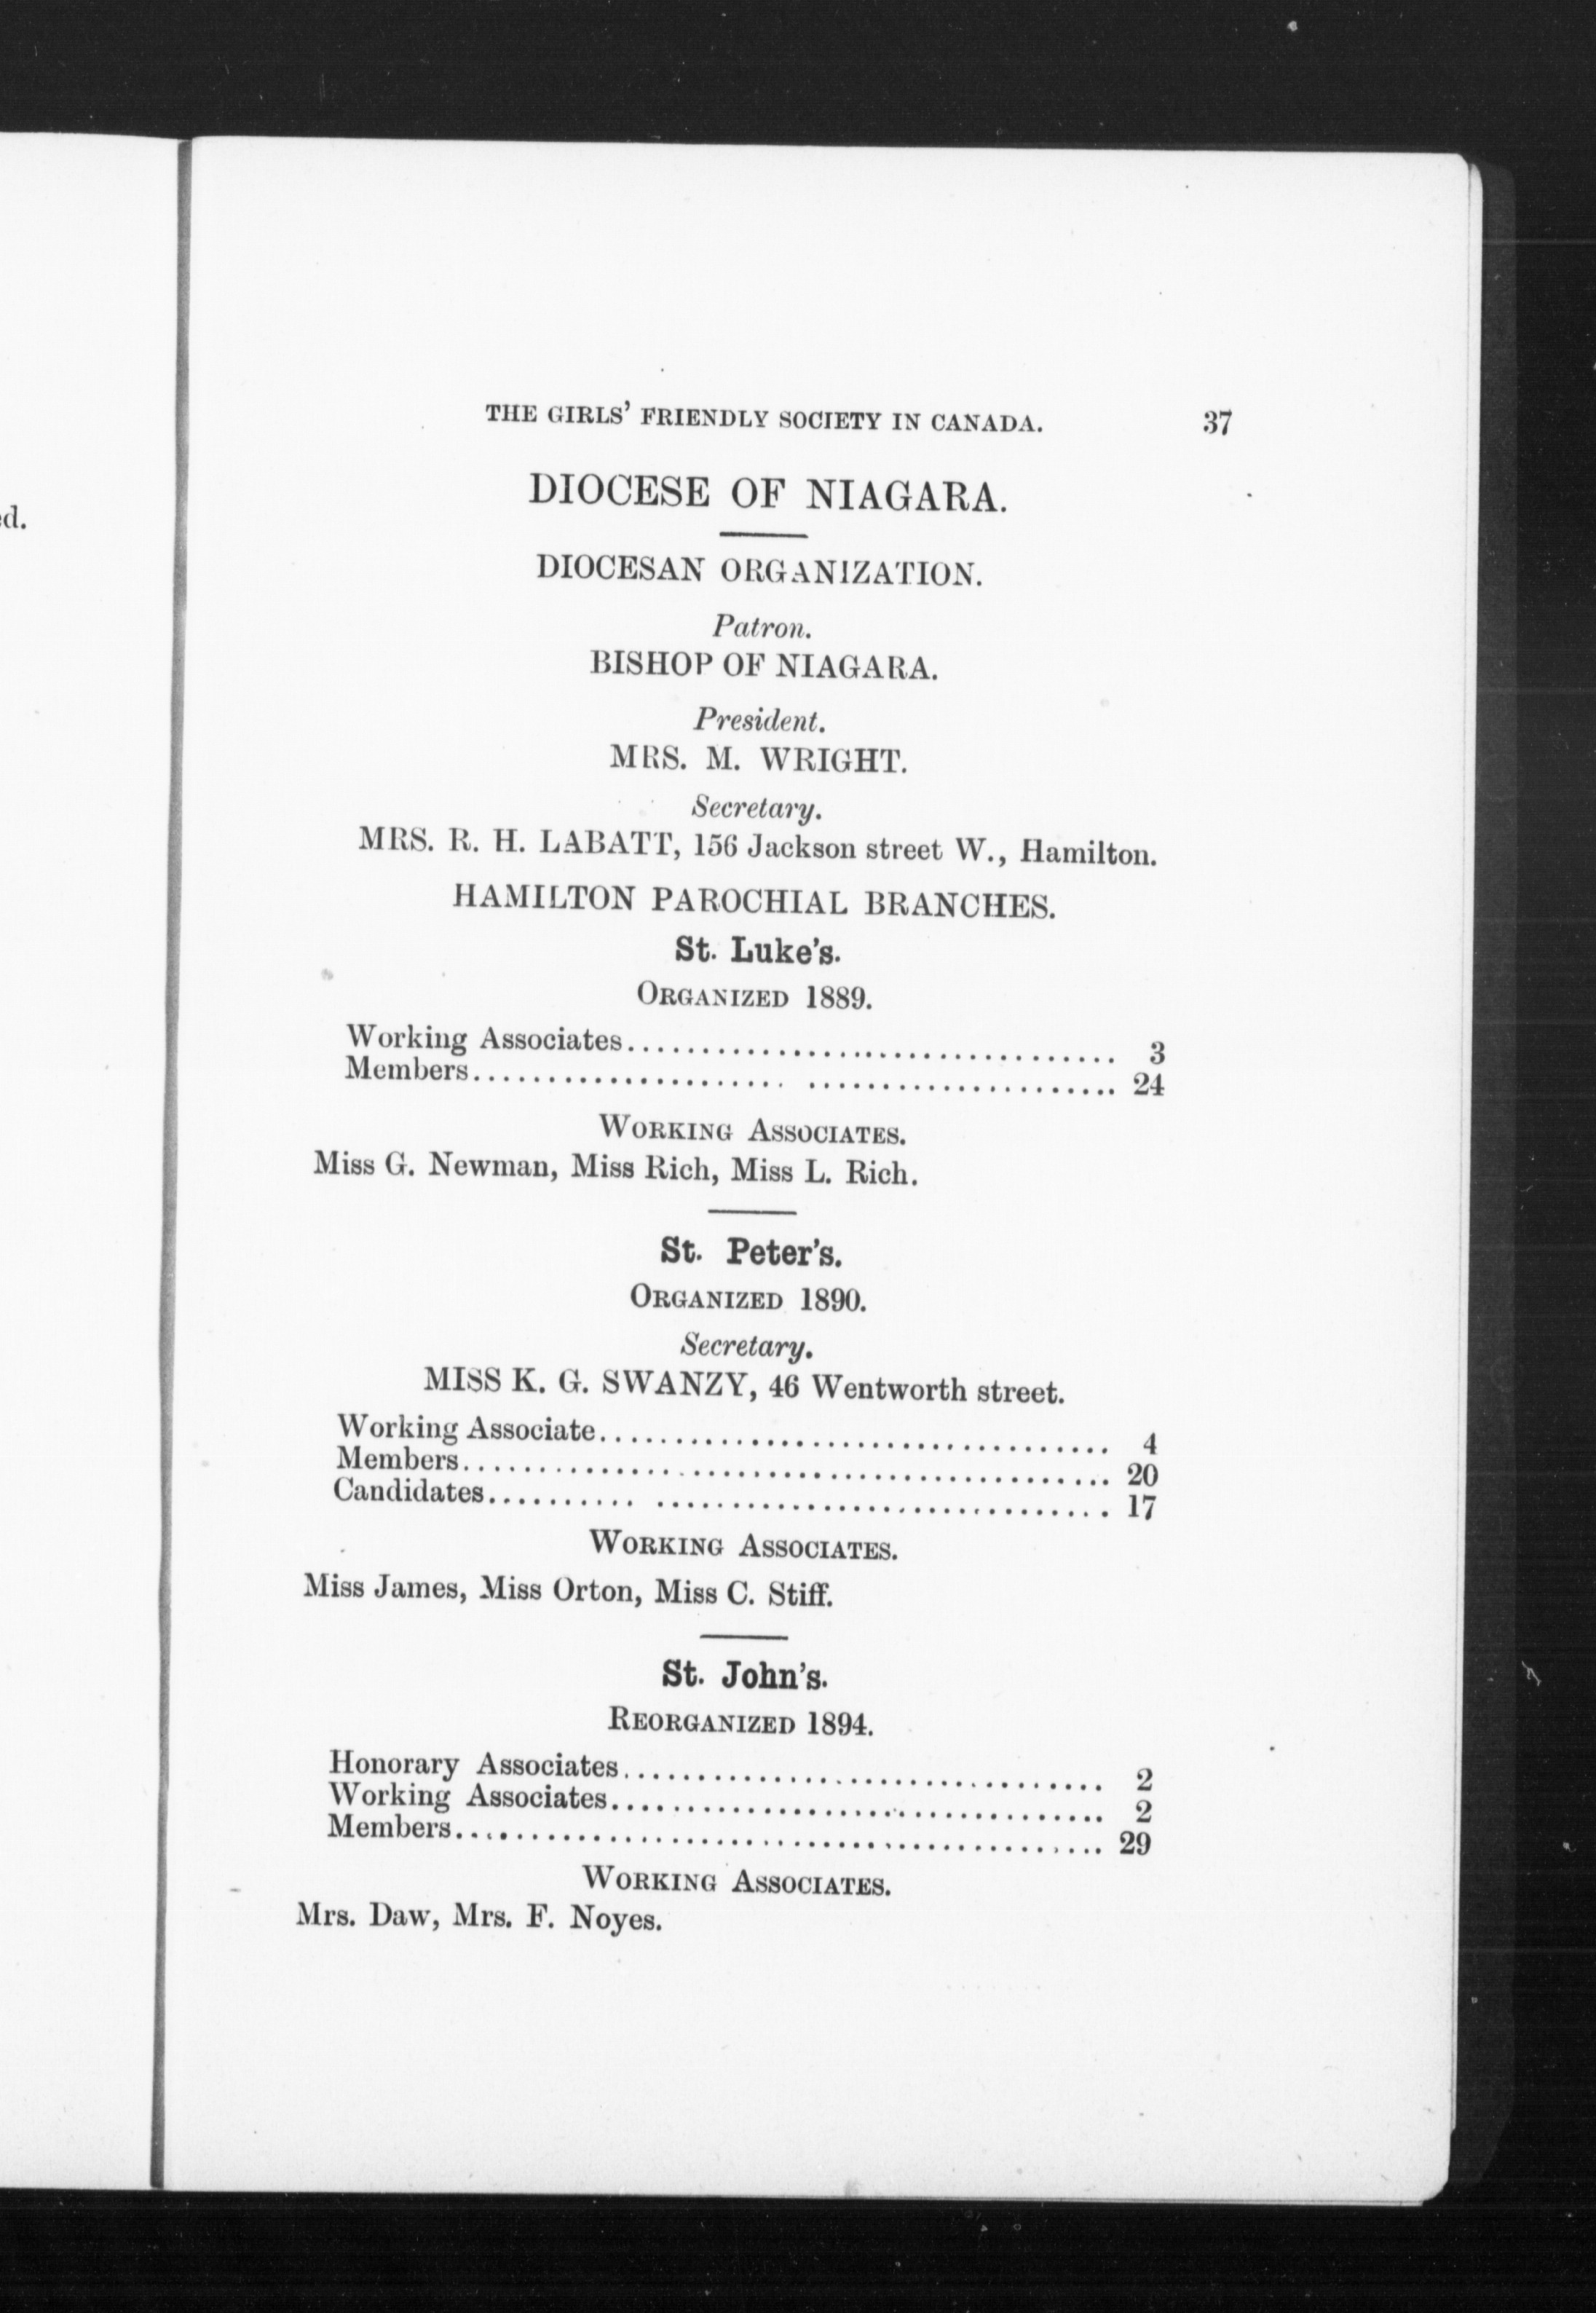 THE GIRLS' FRIENDLY SOCIETY IN CANADA. 37
DIOCESE OF NIAGARA.
DIOCESAN ORGANIZATION.
Patron.
BISHOP OF NIAGARA.
President.
MRS. M. WRIGHT.
Secretary.
MRS. R. H. LABATT, 156 Jackson street W., Hamilton.
HAMILTON PAROCHIAL BRANCHES.
St. Luke's.
ORGANIZED 1889.
Working Associates.................................. 3
Members..................... ..................... 24
WORKING ASSOCIATES.
Miss G. Newman, Miss Rich, Miss L. Rich.
St. Peter's.
ORGANIZED 1890.
Secretary.
MISS K. G. SWANZY, 46 Wentworth street.
Working Associate.................................. 4
Members........................................... 20
Candidates.......... .............................. 17
WORKING ASSOCIATES.
Miss James, Miss Orton, Miss C. Stiff.
St. John's.
REORGANIZED 1894.
Honorary Associates................................ 2
Working Associates................................. 2
Members........................................... 29
WORKING ASSOCIATES.
Mrs. Daw, Mrs. F. Noyes.